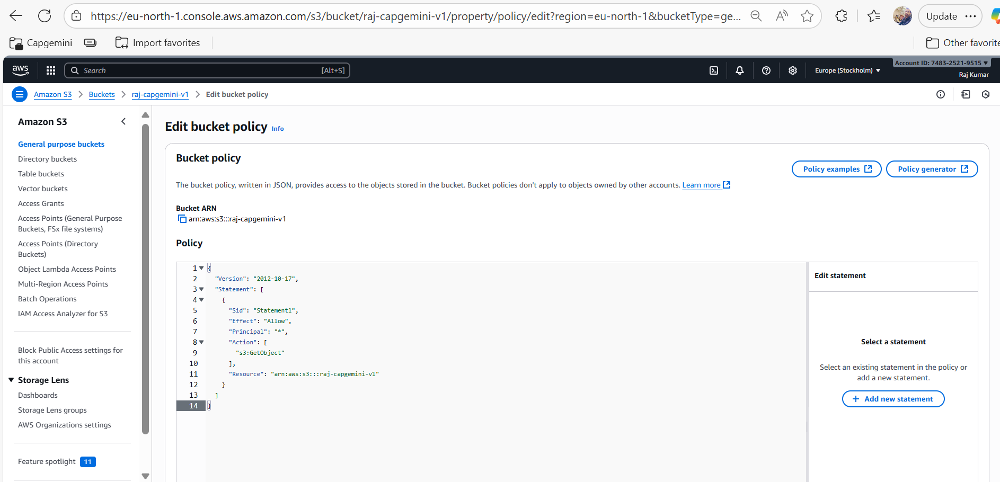 https://eu-north-1.console.aws.amazon.com/s3/bucket/raj-capgemini-v1/property/policy/edit?region=eu-north-1&bucketType=ge...
Update
Capgemini
Import favorites
Other favorite
aws
Search
[Alt+S]
Europe (Stockholm)
Account ID: 7483-2521-9515
Raj Kumar
Amazon S3 > Buckets > raj-capgemini-v1 > Edit bucket policy
Amazon S3
General purpose buckets
Directory buckets
Table buckets
Vector buckets
Access Grants
Access Points (General Purpose
Buckets, FSx file systems)
Access Points (Directory
Buckets)
Object Lambda Access Points
Multi-Region Access Points
Batch Operations
IAM Access Analyzer for S3
Block Public Access settings for
this account
Storage Lens
Dashboards
Storage Lens groups
AWS Organizations settings
Feature spotlight 11
Edit bucket policy Info
Bucket policy
Policy examples
Policy generator
The bucket policy, written in JSON, provides access to the objects stored in the bucket. Bucket policies don't apply to objects owned by other accounts. Learn more
Bucket ARN
arn:aws:s3:::raj-capgemini-v1
Policy
1 {
2 "Version": "2012-10-17",
3 "Statement": [
4 {
5 "Sid": "Statement1",
6 "Effect": "Allow",
7 "Principal": "*",
8 "Action": [
9 "s3:GetObject"
10 ],
11 "Resource": "arn:aws:s3:::raj-capgemini-v1"
12 }
13 ]
14 }
Edit statement
Select a statement
Select an existing statement in the policy or
add a new statement.
+ Add new statement